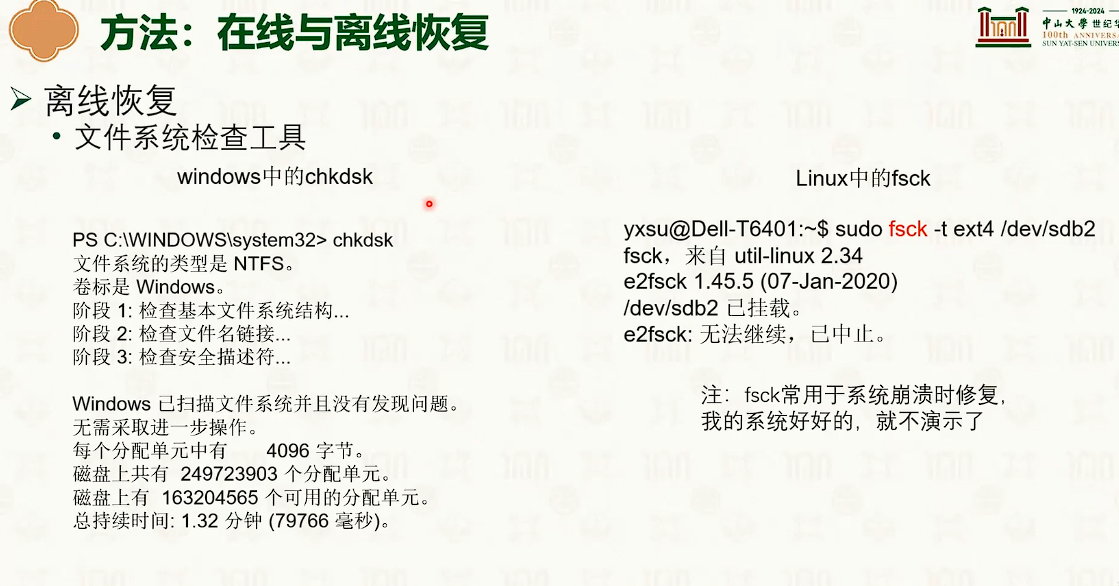 方法：在线与离线恢复
1924-2024
中山大學 世纪华
100th ANNIVERSA
SUN YAT-SEN UNIVERS
离线恢复
• 文件系统检查工具
windows中的chkdsk
PS C:\WINDOWS\system32> chkdsk
文件系统的类型是 NTFS。
卷标是 Windows。
阶段 1: 检查基本文件系统结构...
阶段 2: 检查文件名链接...
阶段 3: 检查安全描述符...
Windows 已扫描文件系统并且没有发现问题。
无需采取进一步操作。
每个分配单元中有 4096 字节。
磁盘上共有 249723903 个分配单元。
磁盘上有 163204565 个可用的分配单元。
总持续时间: 1.32 分钟 (79766 毫秒)。
Linux中的fsck
yxsu@Dell-T6401:~$ sudo fsck -t ext4 /dev/sdb2
fsck，来自 util-linux 2.34
e2fsck 1.45.5 (07-Jan-2020)
/dev/sdb2 已挂载。
e2fsck: 无法继续，已中止。
注：fsck常用于系统崩溃时修复，
我的系统好好的，就不演示了